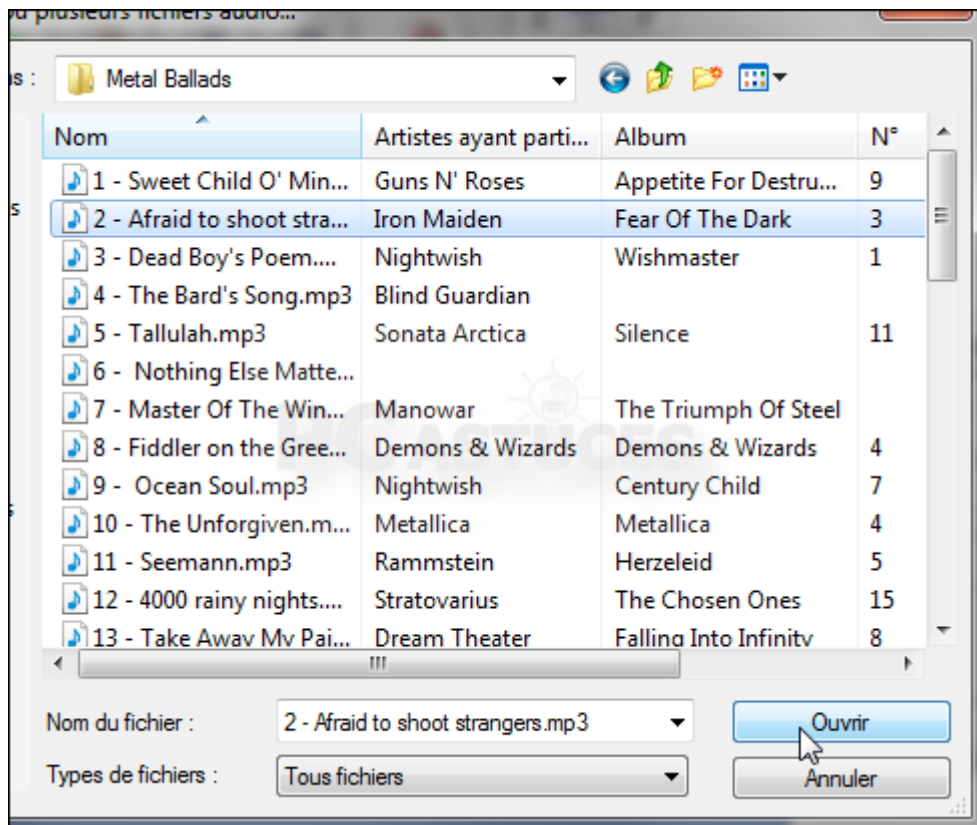 ou plusieurs fichiers audio...
Metal Ballads
Nom Artistes ayant parti... Album N°
1 - Sweet Child O' Min... Guns N' Roses Appetite For Destru... 9
2 - Afraid to shoot stra... Iron Maiden Fear Of The Dark 3
3 - Dead Boy's Poem.... Nightwish Wishmaster 1
4 - The Bard's Song.mp3 Blind Guardian
5 - Tallulah.mp3 Sonata Arctica Silence 11
6 -  Nothing Else Matte...
7 - Master Of The Win... Manowar The Triumph Of Steel
8 - Fiddler on the Gree... Demons & Wizards Demons & Wizards 4
9 -  Ocean Soul.mp3 Nightwish Century Child 7
10 - The Unforgiven.m... Metallica Metallica 4
11 - Seemann.mp3 Rammstein Herzeleid 5
12 - 4000 rainy nights.... Stratovarius The Chosen Ones 15
13 - Take Away My Pai... Dream Theater Falling Into Infinity 8
PC ASTUCES
Nom du fichier : 2 - Afraid to shoot strangers.mp3 Ouvrir
Types de fichiers : Tous fichiers Annuler